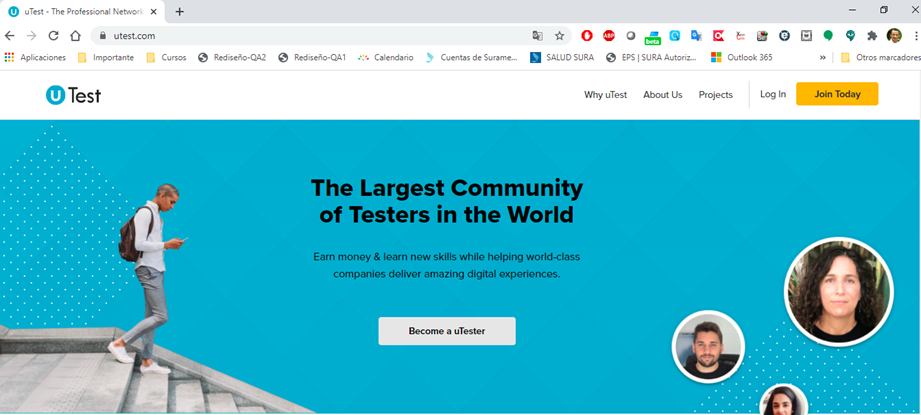 uTest - The Professional Network
utest.com
ABP
beta
Aplicaciones
Importante
Cursos
Rediseño-QA2
Rediseño-QA1
Calendario
Cuentas de Surame...
SALUD SURA
EPS | SURA Autoriz...
Outlook 365
»
Otros marcadores
uTest
Why uTest
About Us
Projects
Log In
Join Today
The Largest Community
of Testers in the World
Earn money & learn new skills while helping world-class
companies deliver amazing digital experiences.
Become a uTester